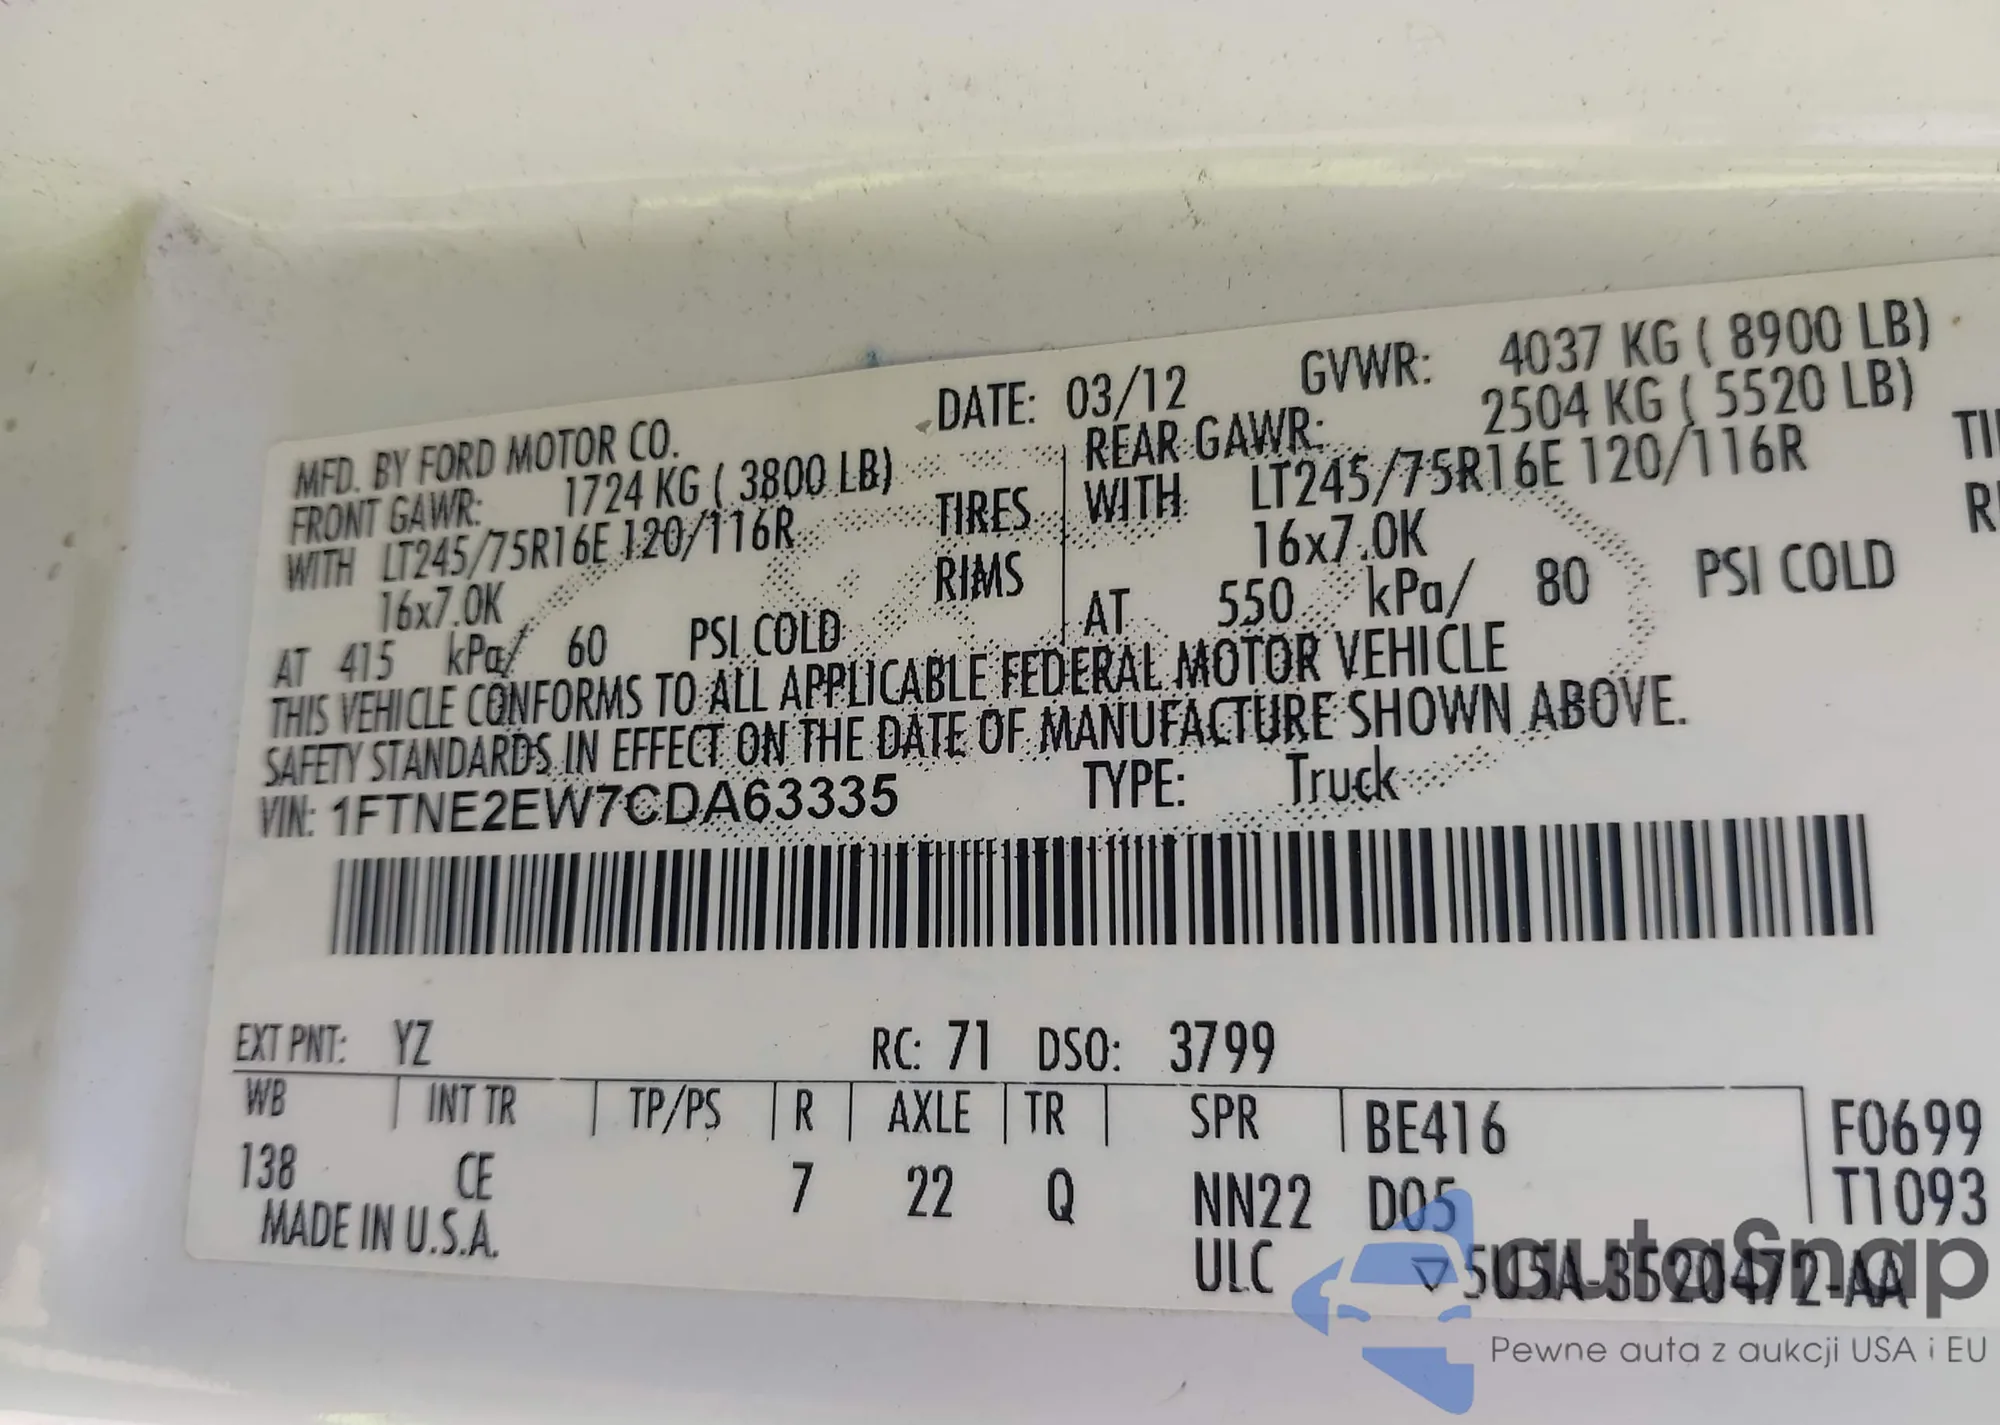 MFD. BY FORD MOTOR CO. DATE: 03/12 GVWR: 4037 KG ( 8900 LB)
FRONT GAWR: 1724 KG ( 3800 LB) REAR GAWR: 2504 KG ( 5520 LB)
WITH LT245/75R16E 120/116R TIRES WITH LT245/75R16E 120/116R
16x7.0K RIMS 16x7.0K
AT 415 kPa/ 60 PSI COLD AT 550 kPa/ 80 PSI COLD
THIS VEHICLE CONFORMS TO ALL APPLICABLE FEDERAL MOTOR VEHICLE
SAFETY STANDARDS IN EFFECT ON THE DATE OF MANUFACTURE SHOWN ABOVE.
VIN: 1FTNE2EW7CDA63335 TYPE: Truck
EXT PNT: YZ RC: 71 DSO: 3799
WB INT TR TP/PS R AXLE TR SPR BE416 F0699
138 CE 7 22 Q NN22 D05 T1093
MADE IN U.S.A. ULC ▽5U5A-3520472-AA
autoSnap
Pewne auta z aukcji USA i EU